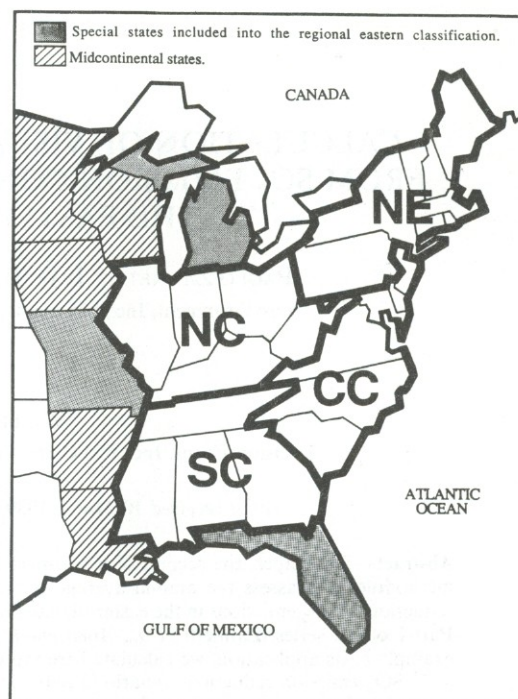 Special states included into the regional eastern classification.
Midcontinental states.
CANADA
NE
NC
CC
SC
ATLANTIC
OCEAN
GULF OF MEXICO